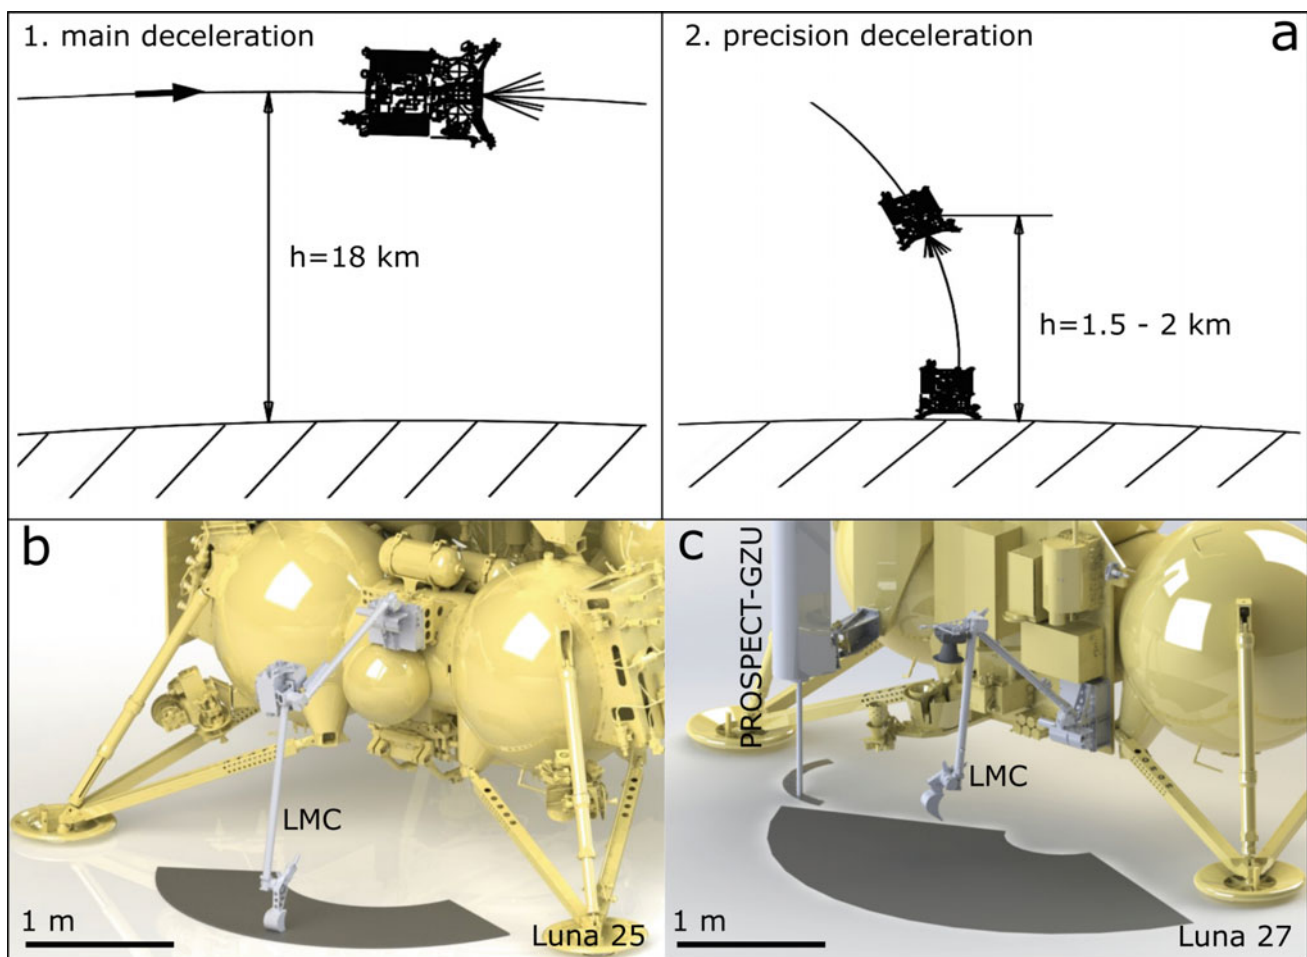 1. main deceleration
2. precision deceleration
a
h=18 km
h=1.5 - 2 km
b
LMC
1 m
Luna 25
c
PROSPECT-GZU
LMC
1 m
Luna 27